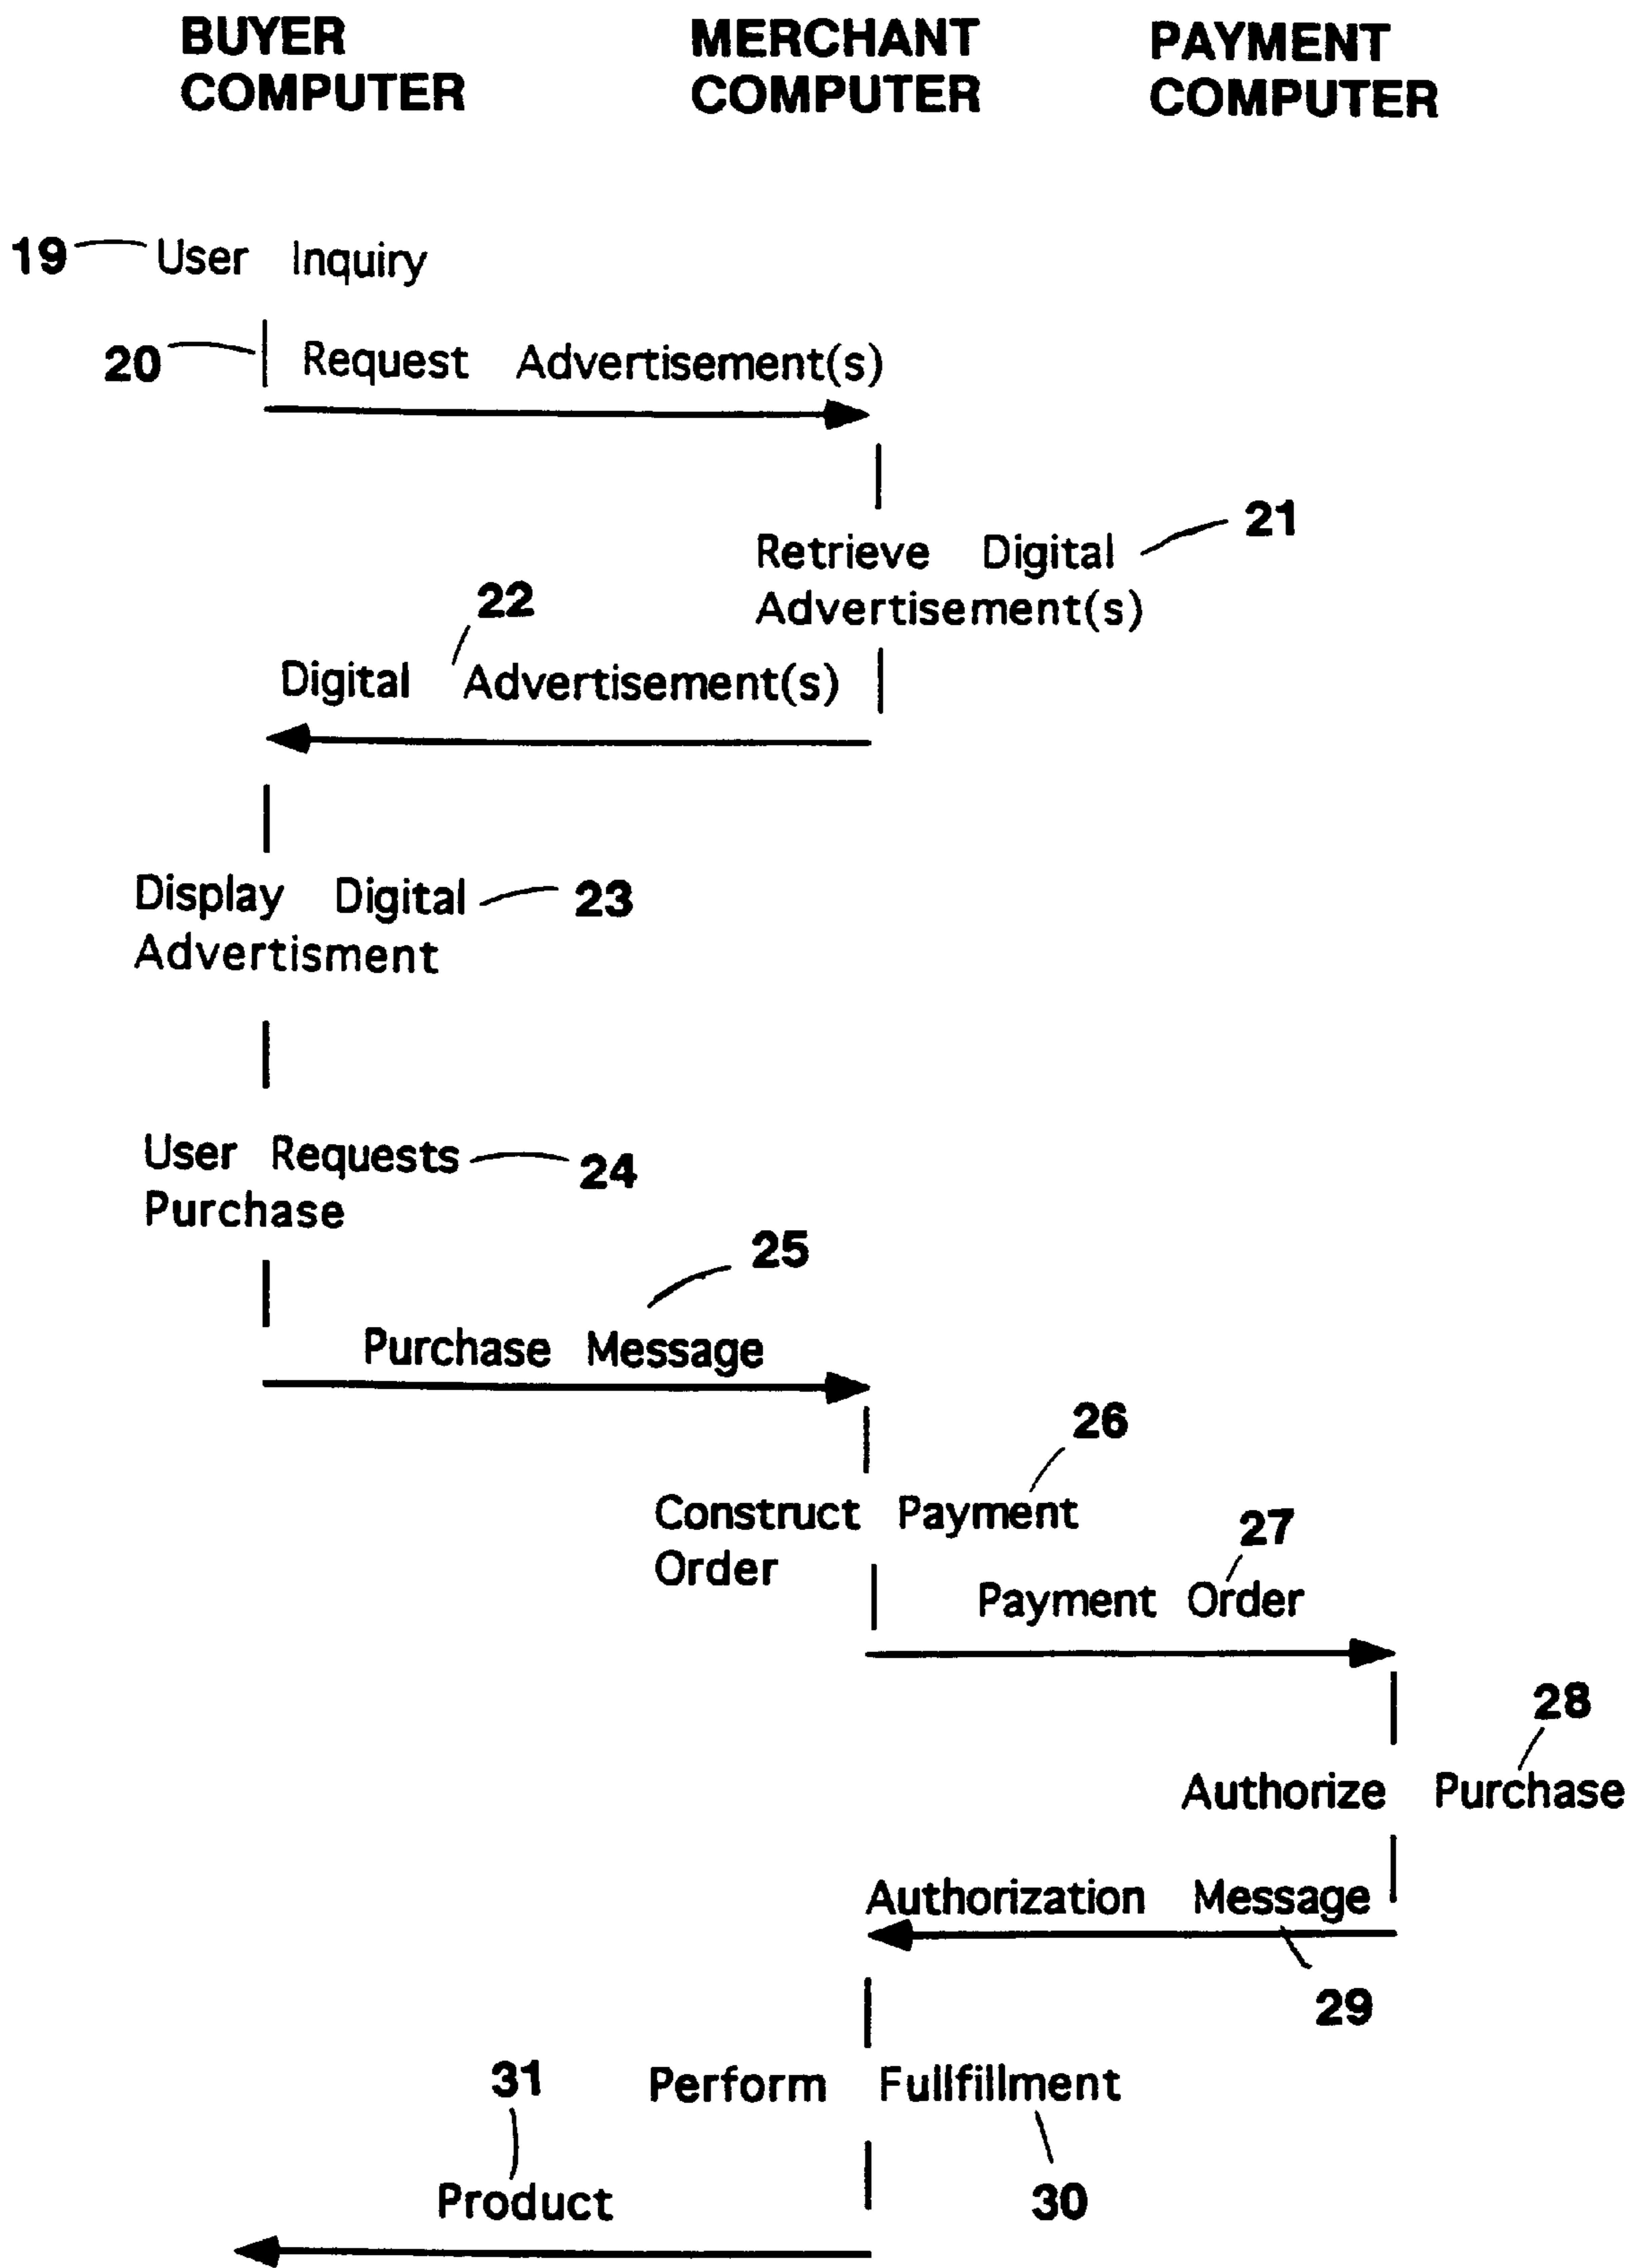 BUYER COMPUTER
MERCHANT COMPUTER
PAYMENT COMPUTER
19 User Inquiry
20 Request Advertisement(s)
21
Retrieve Digital
Advertisement(s)
22
Digital Advertisement(s)
Display Digital 23
Advertisment
User Requests 24
Purchase
25
Purchase Message
26
Construct Payment
Order
27
Payment Order
28
Authorize Purchase
Authorization Message
29
Perform Fullfillment
30
31
Product